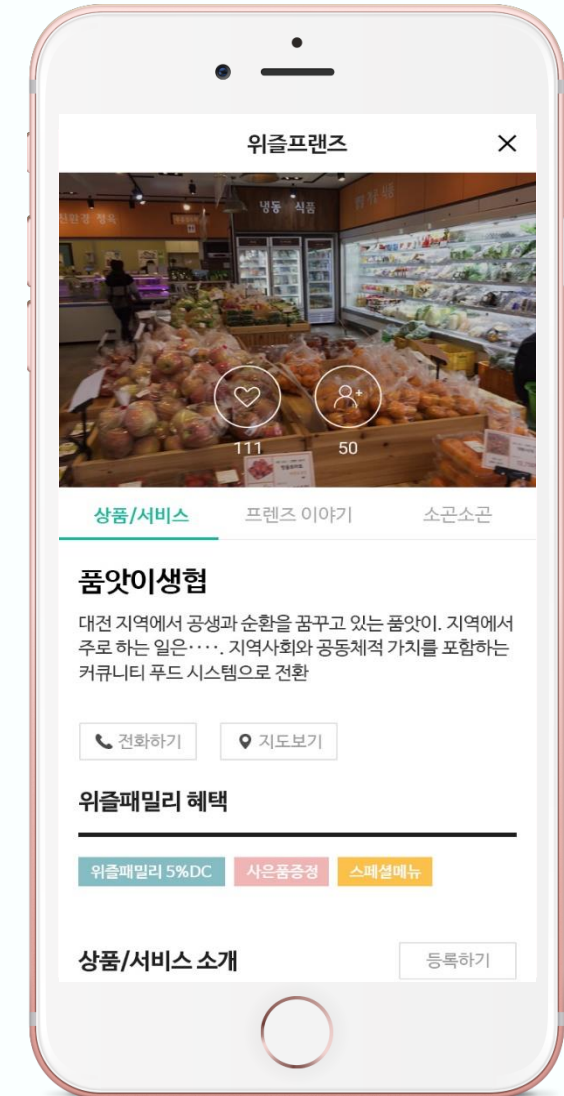 위즐프랜즈
냉동 식품
111
50
상품/서비스
프렌즈 이야기
소곤소곤
품앗이생협
대전 지역에서 공생과 순환을 꿈꾸고 있는 품앗이. 지역에서
주로 하는 일은····. 지역사회와 공동체적 가치를 포함하는
커큐니티 푸드 시스템으로 전환
전화하기
지도보기
위즐패밀리 혜택
위즐패밀리 5%DC
사은품증정
스페셜메뉴
상품/서비스 소개
등록하기